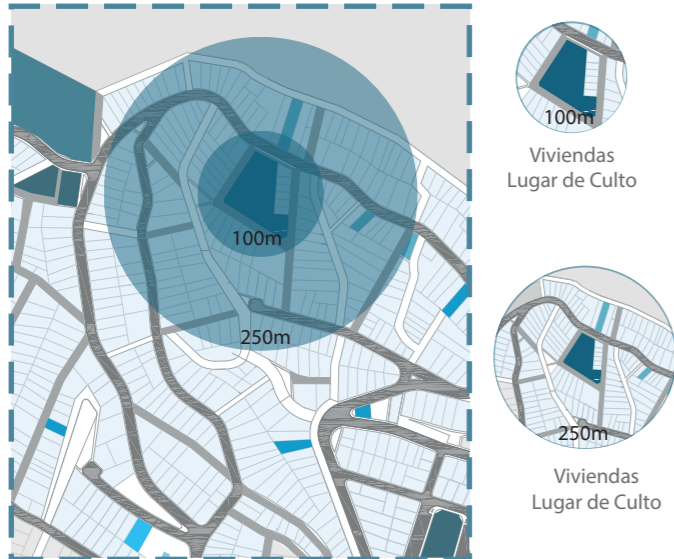 100m
250m
100m
Viviendas
Lugar de Culto
250m
Viviendas
Lugar de Culto